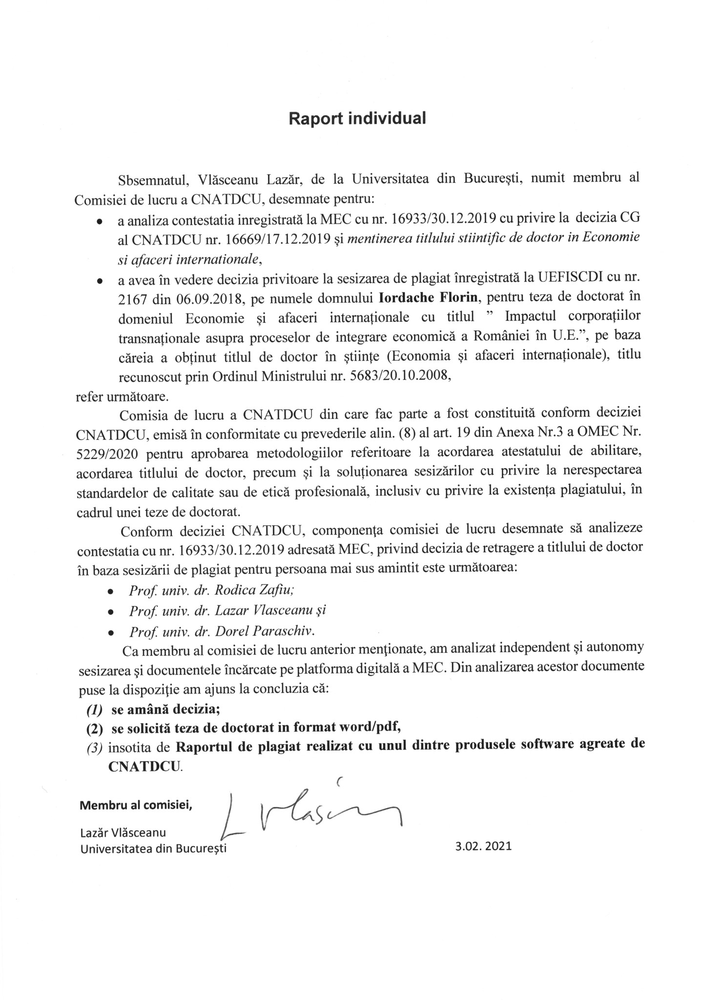 Raport individual
Sbsemnatul, Vlăsceanu Lazăr, de la Universitatea din București, numit membru al
Comisiei de lucru a CNATDCU, desemnate pentru:
• a analiza contestatia inregistrată la MEC cu nr. 16933/30.12.2019 cu privire la decizia CG
al CNATDCU nr. 16669/17.12.2019 și mentinerea titlului stiintific de doctor in Economie
si afaceri internationale,
• a avea în vedere decizia privitoare la sesizarea de plagiat înregistrată la UEFISCDI cu nr.
2167 din 06.09.2018, pe numele domnului Iordache Florin, pentru teza de doctorat în
domeniul Economie și afaceri internaționale cu titlul ” Impactul corporațiilor
transnaționale asupra proceselor de integrare economică a României în U.E.”, pe baza
căreia a obținut titlul de doctor în științe (Economia și afaceri internaționale), titlu
recunoscut prin Ordinul Ministrului nr. 5683/20.10.2008,
refer următoare.
Comisia de lucru a CNATDCU din care fac parte a fost constituită conform deciziei
CNATDCU, emisă în conformitate cu prevederile alin. (8) al art. 19 din Anexa Nr.3 a OMEC Nr.
5229/2020 pentru aprobarea metodologiilor referitoare la acordarea atestatului de abilitare,
acordarea titlului de doctor, precum și la soluționarea sesizărilor cu privire la nerespectarea
standardelor de calitate sau de etică profesională, inclusiv cu privire la existența plagiatului, în
cadrul unei teze de doctorat.
Conform deciziei CNATDCU, componenţa comisiei de lucru desemnate să analizeze
contestatia cu nr. 16933/30.12.2019 adresată MEC, privind decizia de retragere a titlului de doctor
în baza sesizării de plagiat pentru persoana mai sus amintit este următoarea:
• Prof. univ. dr. Rodica Zafiu;
• Prof. univ. dr. Lazar Vlasceanu şi
• Prof. univ. dr. Dorel Paraschiv.
Ca membru al comisiei de lucru anterior menţionate, am analizat independent și autonomy
sesizarea şi documentele încărcate pe platforma digitală a MEC. Din analizarea acestor documente
puse la dispoziţie am ajuns la concluzia că:
(1) se amână decizia;
(2) se solicită teza de doctorat in format word/pdf,
(3) insotita de Raportul de plagiat realizat cu unul dintre produsele software agreate de
CNATDCU.
Membru al comisiei,
Lazăr Vlăsceanu
Universitatea din București
3.02. 2021